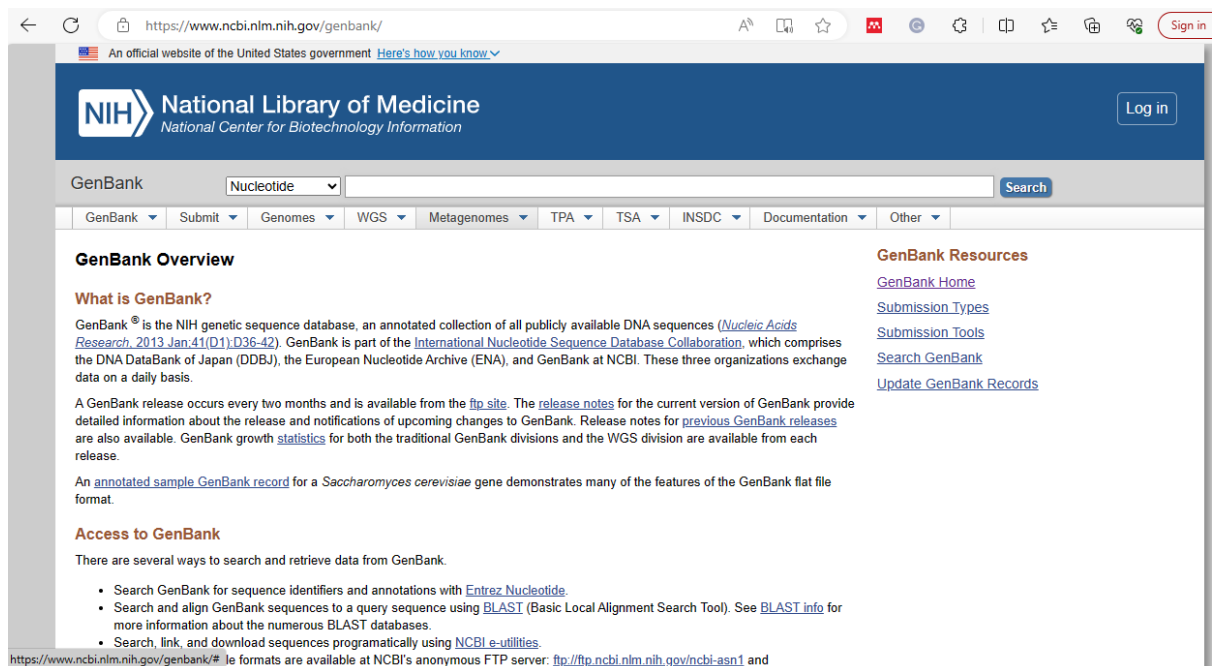 https://www.ncbi.nlm.nih.gov/genbank/
Sign in
An official website of the United States government Here's how you know
NIH National Library of Medicine
National Center for Biotechnology Information
Log in
GenBank Nucleotide Search
GenBank Submit Genomes WGS Metagenomes TPA TSA INSDC Documentation Other
GenBank Overview
What is GenBank?
GenBank ® is the NIH genetic sequence database, an annotated collection of all publicly available DNA sequences (Nucleic Acids
Research, 2013 Jan;41(D1):D36-42). GenBank is part of the International Nucleotide Sequence Database Collaboration, which comprises
the DNA DataBank of Japan (DDBJ), the European Nucleotide Archive (ENA), and GenBank at NCBI. These three organizations exchange
data on a daily basis.
A GenBank release occurs every two months and is available from the ftp site. The release notes for the current version of GenBank provide
detailed information about the release and notifications of upcoming changes to GenBank. Release notes for previous GenBank releases
are also available. GenBank growth statistics for both the traditional GenBank divisions and the WGS division are available from each
release.
An annotated sample GenBank record for a Saccharomyces cerevisiae gene demonstrates many of the features of the GenBank flat file
format.
Access to GenBank
There are several ways to search and retrieve data from GenBank.
• Search GenBank for sequence identifiers and annotations with Entrez Nucleotide.
• Search and align GenBank sequences to a query sequence using BLAST (Basic Local Alignment Search Tool). See BLAST info for
more information about the numerous BLAST databases.
• Search, link, and download sequences programatically using NCBI e-utilities.
https://www.ncbi.nlm.nih.gov/genbank/# le formats are available at NCBI's anonymous FTP server: ftp://ftp.ncbi.nlm.nih.gov/ncbi-asn1 and
GenBank Resources
GenBank Home
Submission Types
Submission Tools
Search GenBank
Update GenBank Records